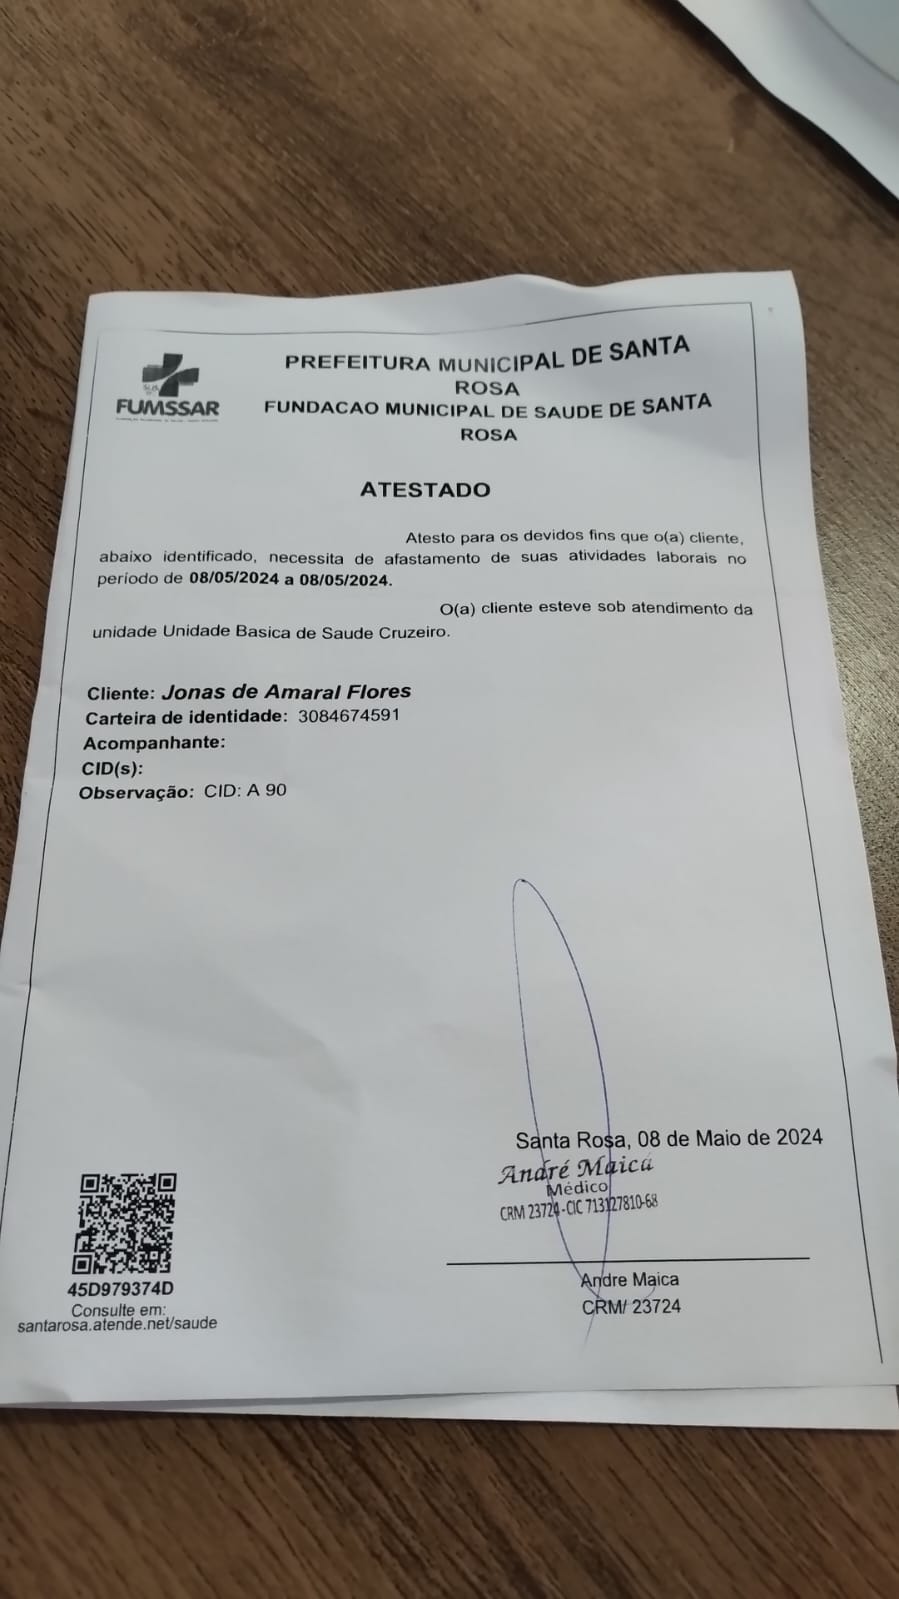 PREFEITURA MUNICIPAL DE SANTA
ROSA
FUNDACAO MUNICIPAL DE SAUDE DE SANTA
ROSA
FUMSSAR
ATESTADO
Atesto para os devidos fins que o(a) cliente,
abaixo identificado, necessita de afastamento de suas atividades laborais no
período de 08/05/2024 a 08/05/2024.
O(a) cliente esteve sob atendimento da
unidade Unidade Basica de Saude Cruzeiro.
Cliente: Jonas de Amaral Flores
Carteira de identidade: 3084674591
Acompanhante:
CID(s):
Observação: CID: A 90
Santa Rosa, 08 de Maio de 2024
André Maica
Médico
CRM 23724-CIC 713127810-68
Andre Maica
CRM/ 23724
45D979374D
Consulte em:
santarosa.atende.net/saude